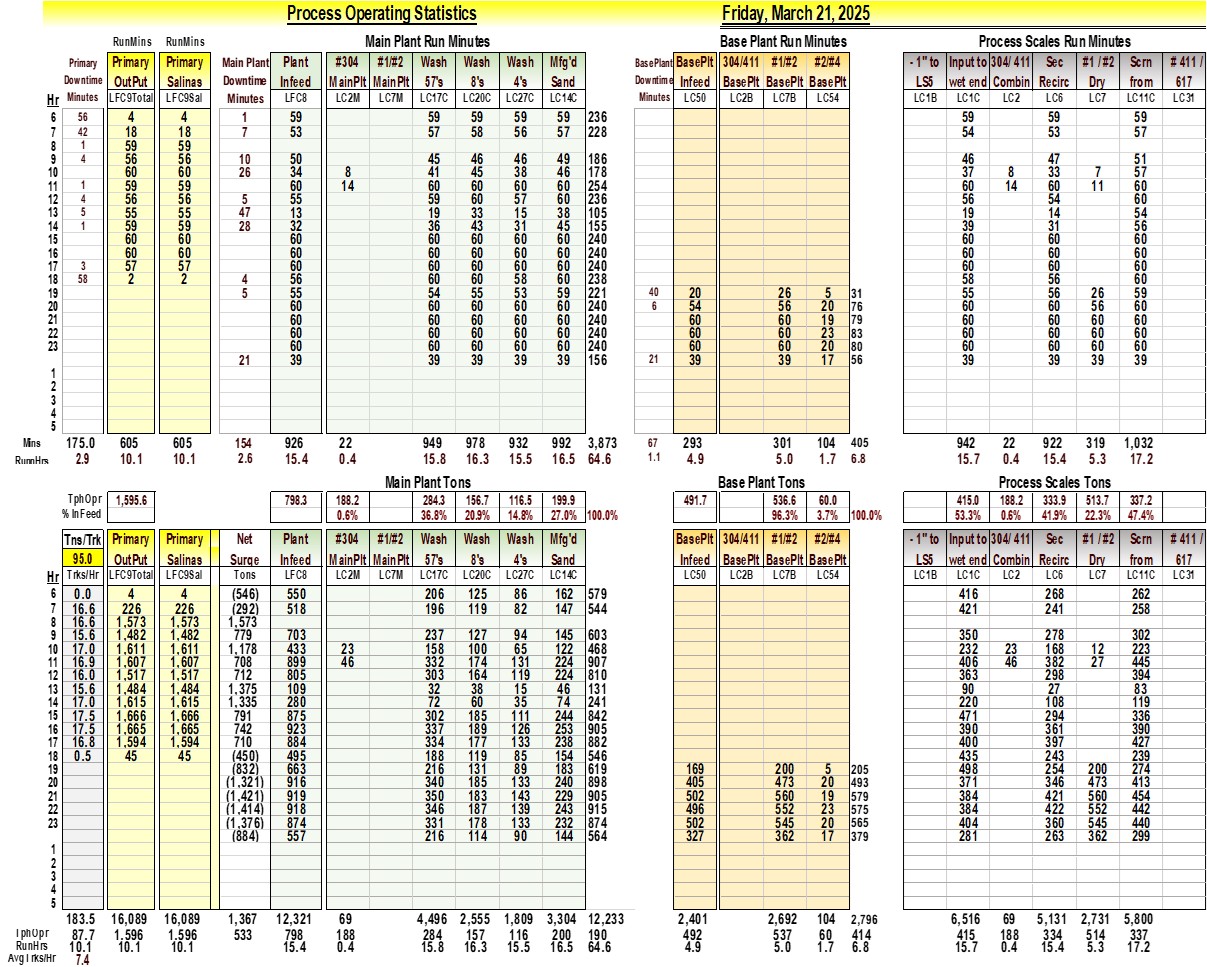 Process Operating Statistics Friday, March 21, 2025
RunMins RunMins Main Plant Run Minutes Base Plant Run Minutes Process Scales Run Minutes
Primary Primary Primary Main Plant Plant #304 #1/#2 Wash Wash Wash Mfg'd BasePlant BasePlt 304/411 #1/#2 #2/#4 - 1" to Input to 304/ 411 Sec #1 / #2 Scrn # 411 /
Downtime OutPut Salinas Downtime Infeed MainPlt MainPlt 57's 8's 4's Sand Downtime Infeed BasePlt BasePlt BasePlt LS5 wet end Combin Recirc Dry from 617
Hr Minutes LFC9Total LFC9Sal Minutes LFC8 LC2M LC7M LC17C LC20C LC27C LC14C Minutes LC50 LC2B LC7B LC54 LC1B LC1C LC2 LC6 LC7 LC11C LC31
6 56 4 4 1 59 59 59 59 59 236 59 59 59
7 42 18 18 7 53 57 58 56 57 228 54 53 57
8 1 59 59
9 4 56 56 10 50 45 46 46 49 186 46 47 51
10 60 60 26 34 8 41 45 38 46 178 37 8 33 7 57
11 1 59 59 60 14 60 60 60 60 254 60 14 60 11 60
12 4 56 56 5 55 59 60 57 60 236 56 54 60
13 5 55 55 47 13 19 33 15 38 105 19 14 54
14 1 59 59 28 32 36 43 31 45 155 39 31 56
15 60 60 60 60 60 60 60 240 60 60 60
16 60 60 60 60 60 60 60 240 60 60 60
17 3 57 57 60 60 60 60 60 240 60 60 60
18 58 2 2 4 56 60 60 58 60 238 58 56 60
19 5 55 54 55 53 59 221 40 20 26 5 31 55 56 26 59
20 60 60 60 60 60 240 6 54 56 20 76 60 60 56 60
21 60 60 60 60 60 240 60 60 19 79 60 60 60 60
22 60 60 60 60 60 240 60 60 23 83 60 60 60 60
23 60 60 60 60 60 240 60 60 20 80 60 60 60 60
21 39 39 39 39 39 156 21 39 39 17 56 39 39 39 39
1
2
3
4
5
Mins 175.0 605 605 154 926 22 949 978 932 992 3,873 67 293 301 104 405 942 22 922 319 1,032
RunnHrs 2.9 10.1 10.1 2.6 15.4 0.4 15.8 16.3 15.5 16.5 64.6 1.1 4.9 5.0 1.7 6.8 15.7 0.4 15.4 5.3 17.2
Main Plant Tons Base Plant Tons Process Scales Tons
TphOpr 1,595.6 798.3 188.2 284.3 156.7 116.5 199.9 491.7 536.6 60.0 415.0 188.2 333.9 513.7 337.2
% InFeed 0.6% 36.8% 20.9% 14.8% 27.0% 100.0% 96.3% 3.7% 100.0% 53.3% 0.6% 41.9% 22.3% 47.4%
Tns/Trk Primary Primary Net Plant #304 #1/#2 Wash Wash Wash Mfg'd BasePlt 304/411 #1/#2 #2/#4 - 1" to Input to 304/ 411 Sec #1 / #2 Scrn # 411 /
95.0 OutPut Salinas Surge Infeed MainPlt MainPlt 57's 8's 4's Sand Infeed BasePlt BasePlt BasePlt LS5 wet end Combin Recirc Dry from 617
Hr Trks/Hr LFC9Total LFC9Sal Tons LFC8 LC2M LC7M LC17C LC20C LC27C LC14C LC50 LC2B LC7B LC54 LC1B LC1C LC2 LC6 LC7 LC11C LC31
6 0.0 4 4 (546) 550 206 125 86 162 579 416 268 262
7 16.6 226 226 (292) 518 196 119 82 147 544 421 241 258
8 16.6 1,573 1,573 1,573
9 15.6 1,482 1,482 779 703 237 127 94 145 603 350 278 302
10 17.0 1,611 1,611 1,178 433 23 158 100 65 122 468 232 23 168 12 223
11 16.9 1,607 1,607 708 899 46 332 174 131 224 907 406 46 382 27 445
12 16.0 1,517 1,517 712 805 303 164 119 224 810 363 298 394
13 15.6 1,484 1,484 1,375 109 32 38 15 46 131 90 27 83
14 17.0 1,615 1,615 1,335 280 72 60 35 74 241 220 108 119
15 17.5 1,666 1,666 791 875 302 185 111 244 842 471 294 336
16 17.5 1,665 1,665 742 923 337 189 126 253 905 390 361 390
17 16.8 1,594 1,594 710 884 334 177 133 238 882 400 397 427
18 0.5 45 45 (450) 495 188 119 85 154 546 435 243 239
19 (832) 663 216 131 89 183 619 169 200 5 205 498 254 200 274
20 (1,321) 916 340 185 133 240 898 405 473 20 493 371 346 473 413
21 (1,421) 919 350 183 143 229 905 502 560 19 579 384 421 560 454
22 (1,414) 918 346 187 139 243 915 496 552 23 575 384 422 552 442
23 (1,376) 874 331 178 133 232 874 502 545 20 565 404 360 545 440
(884) 557 216 114 90 144 564 327 362 17 379 281 263 362 299
1
2
3
4
5
183.5 16,089 16,089 1,367 12,321 69 4,496 2,555 1,809 3,304 12,233 2,401 2,692 104 2,796 6,516 69 5,131 2,731 5,800
TphOpr 87.7 1,596 1,596 533 798 188 284 157 116 200 190 492 537 60 414 415 188 334 514 337
RunHrs 10.1 10.1 10.1 15.4 0.4 15.8 16.3 15.5 16.5 64.6 4.9 5.0 1.7 6.8 15.7 0.4 15.4 5.3 17.2
AvgTrks/Hr 7.4